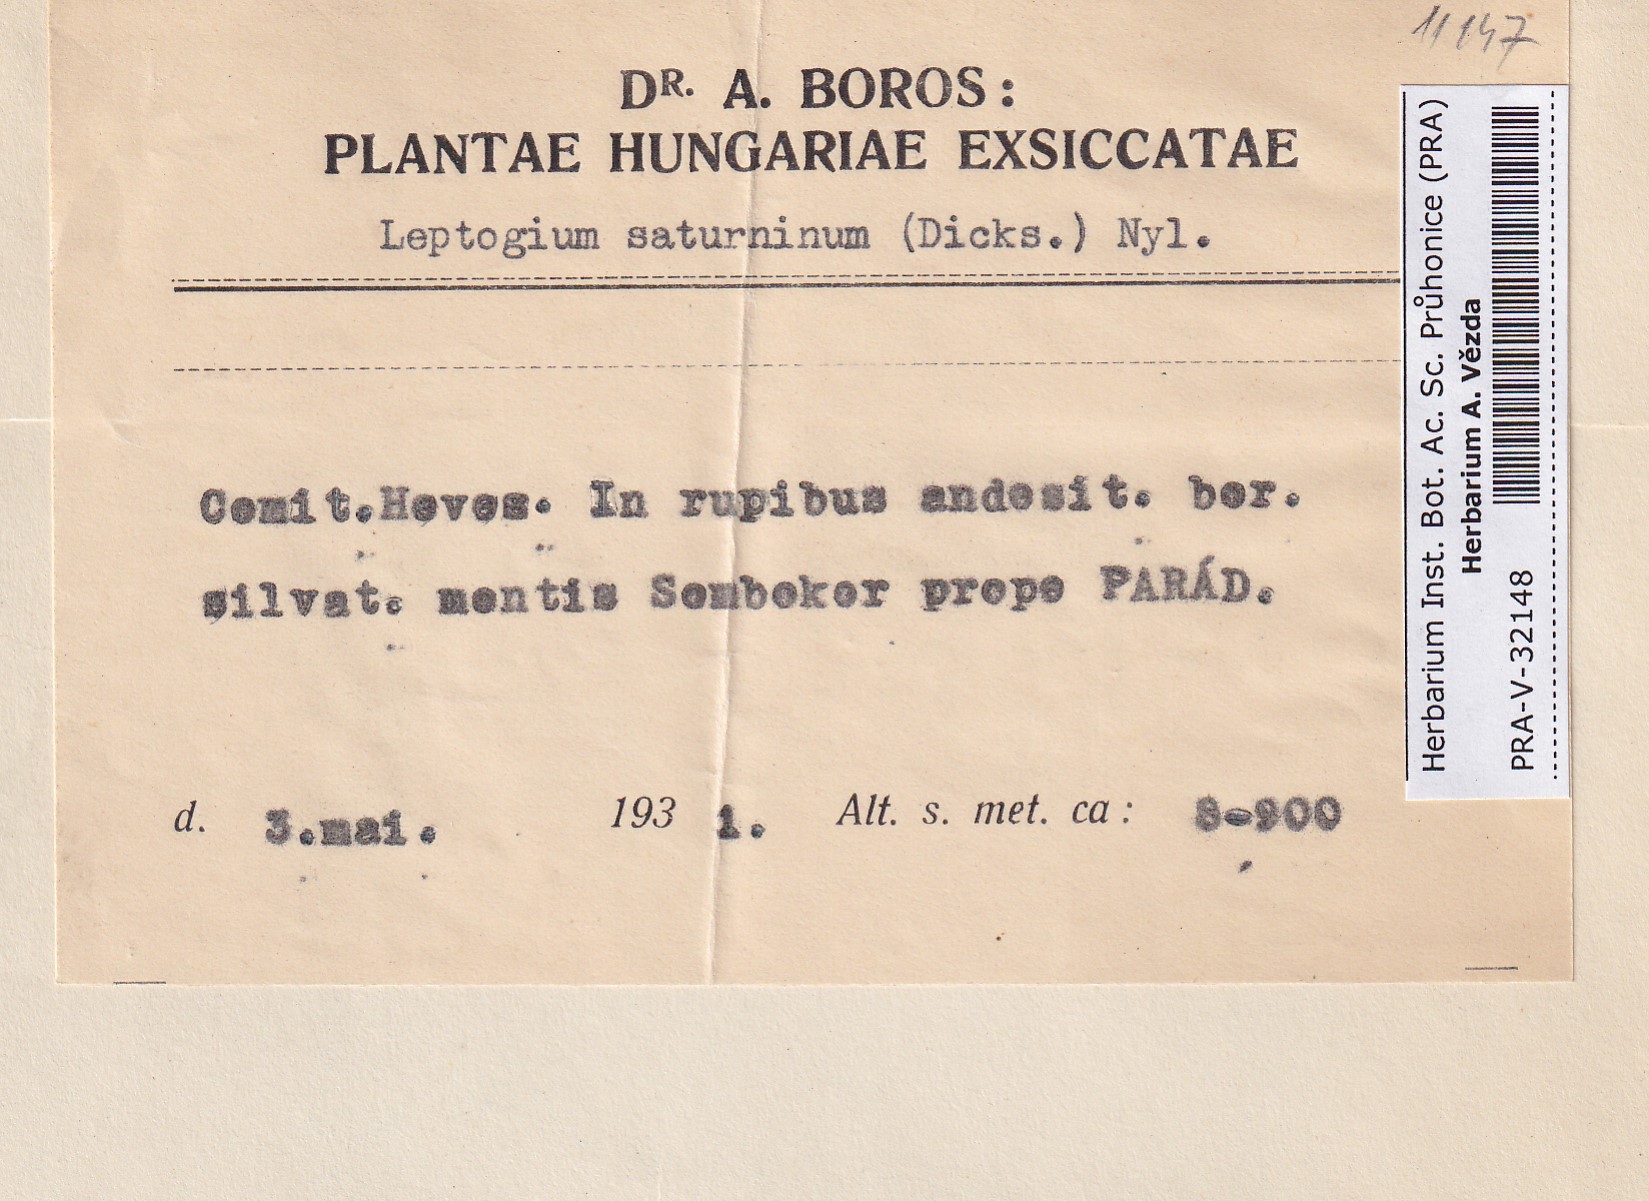 11147
DR. A. BOROS:
PLANTAE HUNGARIAE EXSICCATAE
Leptogium saturninum (Dicks.) Nyl.
Comit.Heves. In rupibus andesit. bor.
silvat. montis Sombokor prope PARÁD.
d. 3.mai. 1931. Alt. s. met. ca: 8-900
Herbarium Inst. Bot. Ac. Sc. Průhonice (PRA)
Herbarium A. Vězda
PRA-V-32148